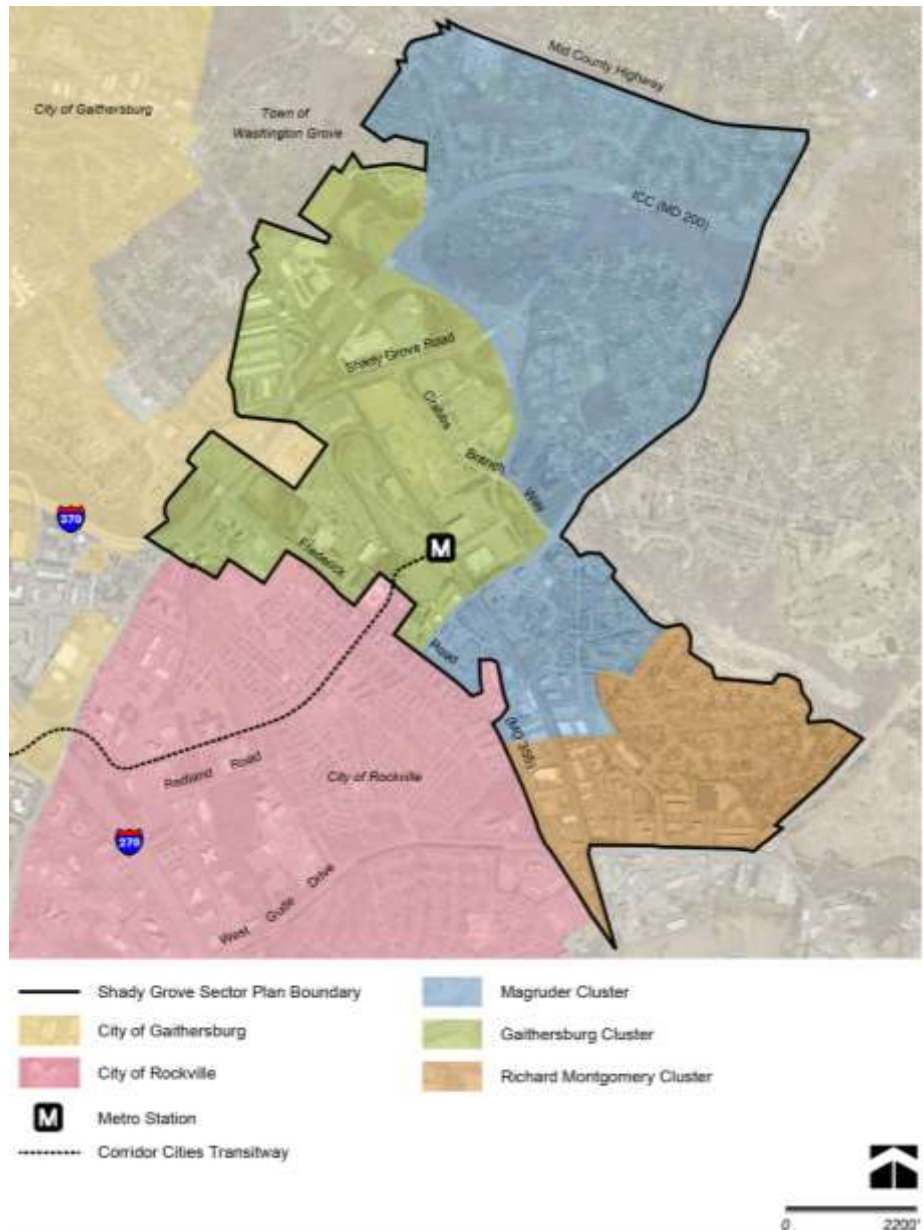 Mid County Highway
City of Gaithersburg
Town of
Washington Grove
ICC (MD 200)
Shady Grove Road
Crabbs Branch Way
370
M
Frederick Road (MD 355)
Redland Road
City of Rockville
270
West Gude Drive
Shady Grove Sector Plan Boundary
City of Gaithersburg
City of Rockville
M
Metro Station
Corridor Cities Transitway
Magruder Cluster
Gaithersburg Cluster
Richard Montgomery Cluster
0 2200'